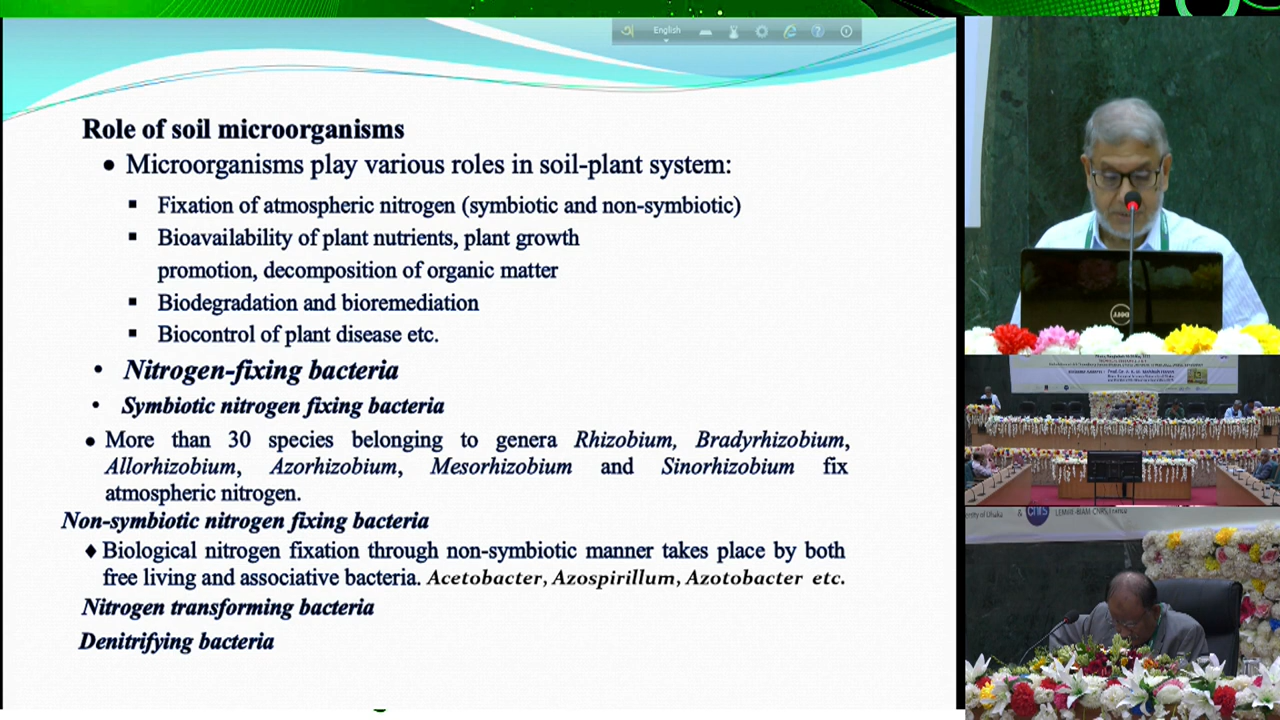 English
Role of soil microorganisms
• Microorganisms play various roles in soil-plant system:
▪ Fixation of atmospheric nitrogen (symbiotic and non-symbiotic)
▪ Bioavailability of plant nutrients, plant growth
promotion, decomposition of organic matter
▪ Biodegradation and bioremediation
▪ Biocontrol of plant disease etc.
• Nitrogen-fixing bacteria
• Symbiotic nitrogen fixing bacteria
• More than 30 species belonging to genera Rhizobium, Bradyrhizobium,
Allorhizobium, Azorhizobium, Mesorhizobium and Sinorhizobium fix
atmospheric nitrogen.
Non-symbiotic nitrogen fixing bacteria
♦ Biological nitrogen fixation through non-symbiotic manner takes place by both
free living and associative bacteria. Acetobacter, Azospirillum, Azotobacter etc.
Nitrogen transforming bacteria
Denitrifying bacteria
DELL
of Dhaka & cnrs